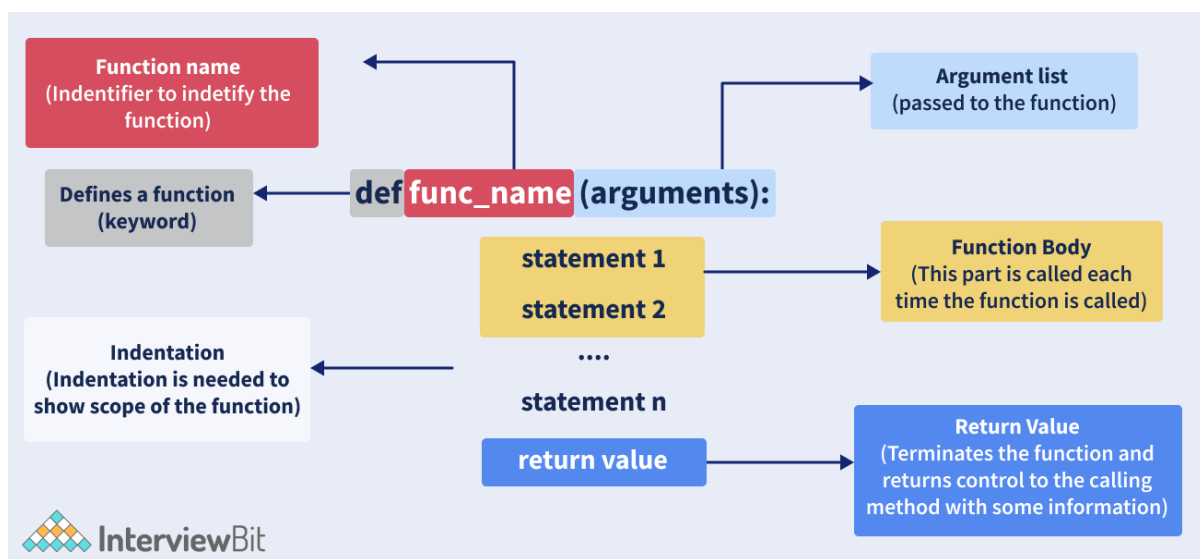 Function name
(Indentifier to indetify the
function)
Argument list
(passed to the function)
Defines a function
(keyword)
def func_name (arguments):
statement 1
statement 2
....
statement n
return value
Function Body
(This part is called each
time the function is called)
Indentation
(Indentation is needed to
show scope of the function)
Return Value
(Terminates the function and
returns control to the calling
method with some information)
InterviewBit